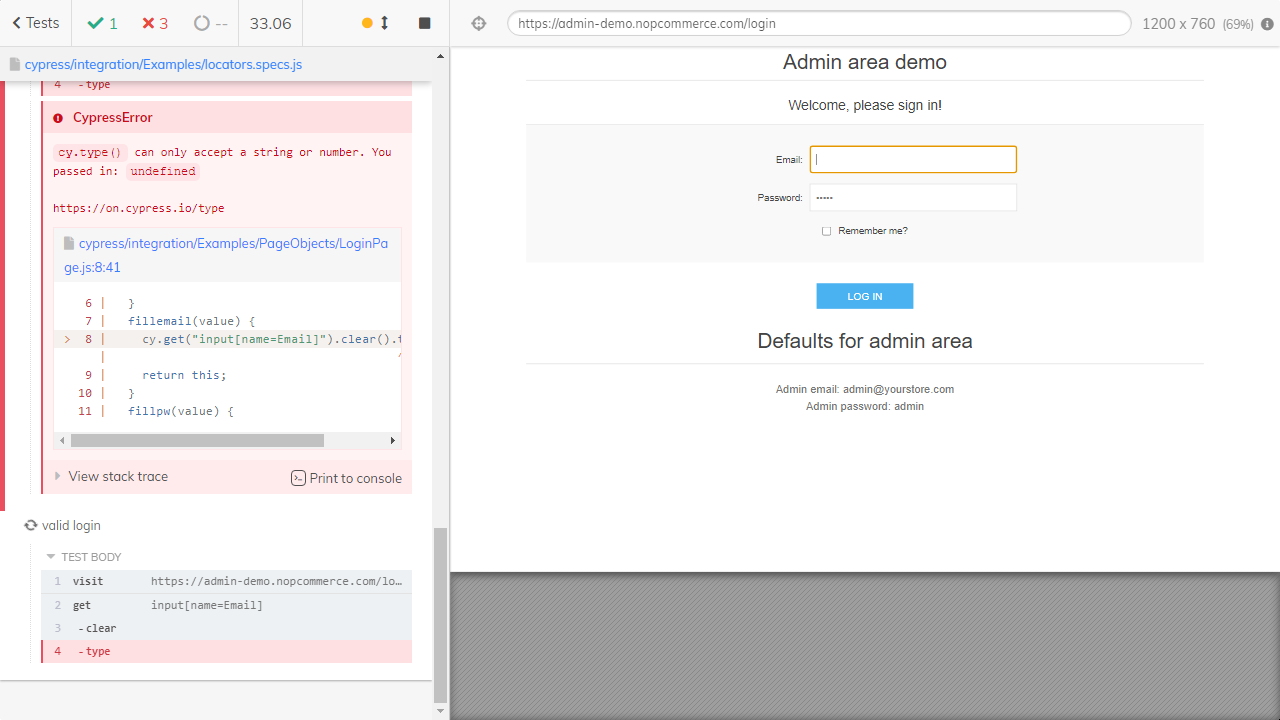 Tests
1
3
--
33.06
https://admin-demo.nopcommerce.com/login
1200 x 760 (69%)
cypress/integration/Examples/locators.specs.js
4 -type
CypressError
cy.type() can only accept a string or number. You
passed in: undefined
https://on.cypress.io/type
cypress/integration/Examples/PageObjects/LoginPa
ge.js:8:41
6 | }
7 | fillemail(value) {
> 8 | cy.get("input[name=Email]").clear().t
| ^
9 | return this;
10 | }
11 | fillpw(value) {
View stack trace
Print to console
valid login
TEST BODY
1 visit https://admin-demo.nopcommerce.com/lo…
2 get input[name=Email]
3 -clear
4 -type
Admin area demo
Welcome, please sign in!
Email:
Password: •••••
Remember me?
LOG IN
Defaults for admin area
Admin email: admin@yourstore.com
Admin password: admin